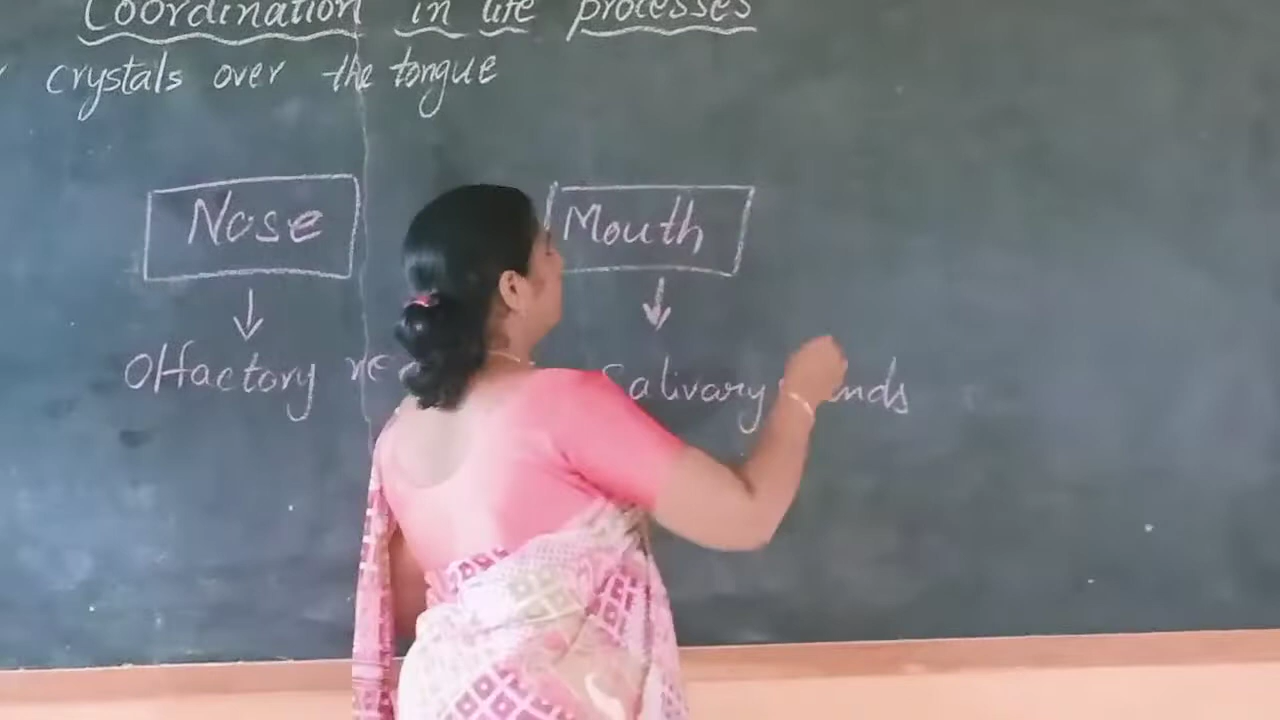 Coordination in life processes
crystals over the tongue
Nose
Mouth
Olfactory
Salivary